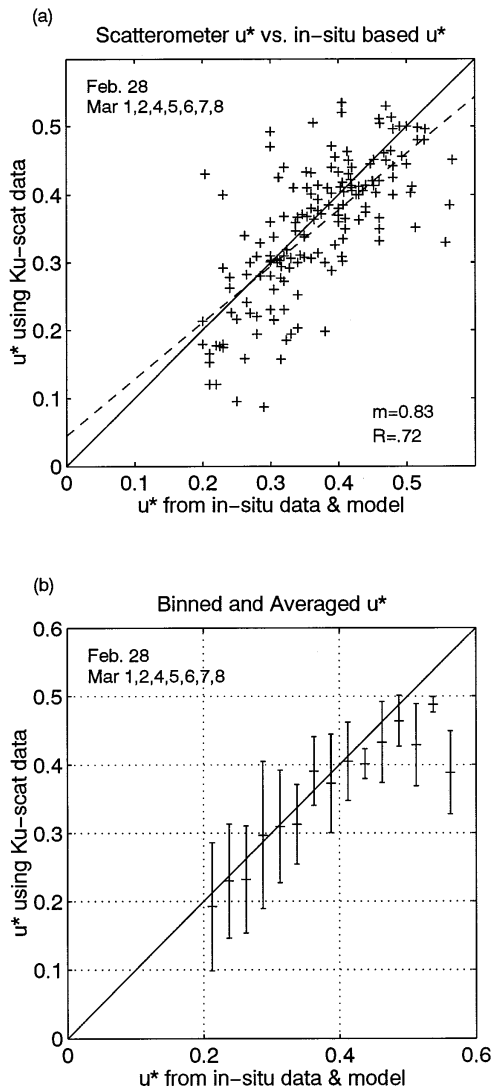 (a)
Scatterometer u* vs. in-situ based u*
Feb. 28
Mar 1,2,4,5,6,7,8
0.5
0.4
0.3
0.2
0.1
0
u* using Ku-scat data
m=0.83
R=.72
0 0.1 0.2 0.3 0.4 0.5
u* from in-situ data & model
(b)
Binned and Averaged u*
Feb. 28
Mar 1,2,4,5,6,7,8
0.6
0.5
0.4
0.3
0.2
0.1
0
u* using Ku-scat data
0 0.2 0.4 0.6
u* from in-situ data & model